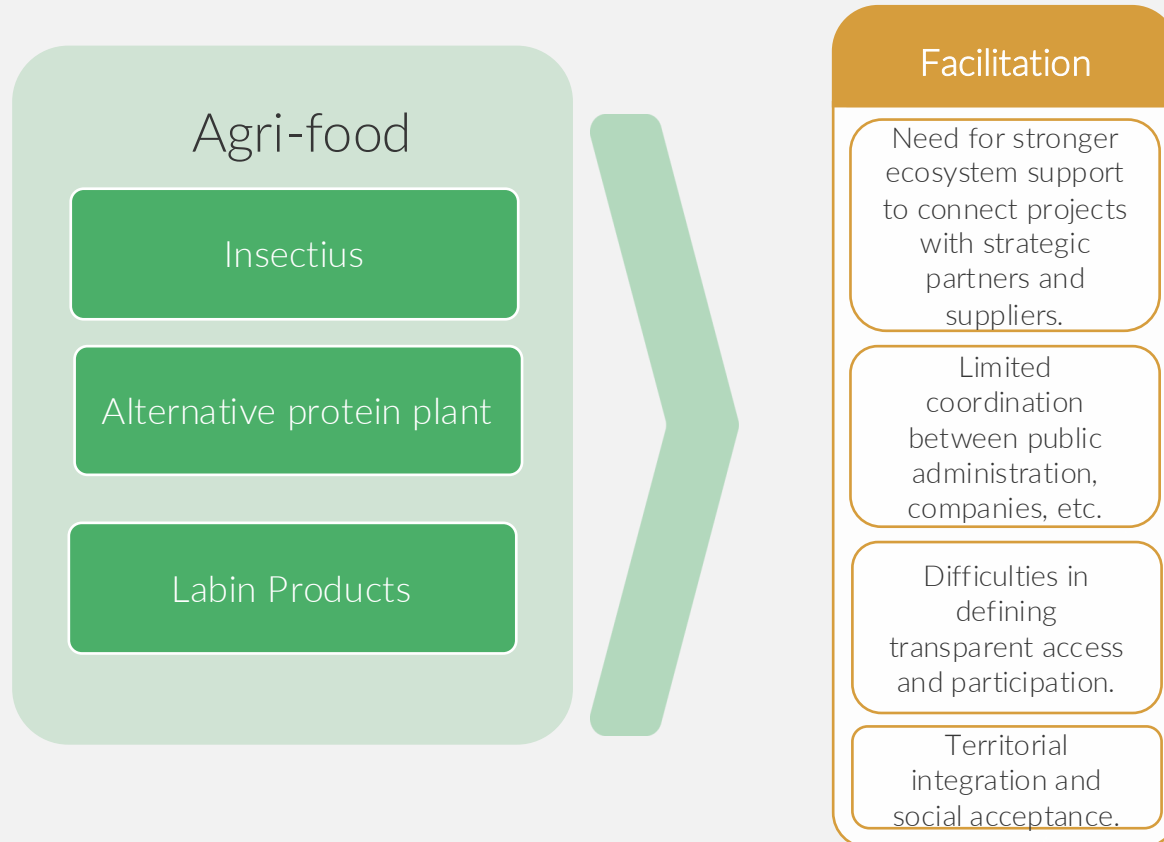 Agri-food
Insectius
Alternative protein plant
Labin Products
Facilitation
Need for stronger
ecosystem support
to connect projects
with strategic
partners and
suppliers.
Limited
coordination
between public
administration,
companies, etc.
Difficulties in
defining
transparent access
and participation.
Territorial
integration and
social acceptance.